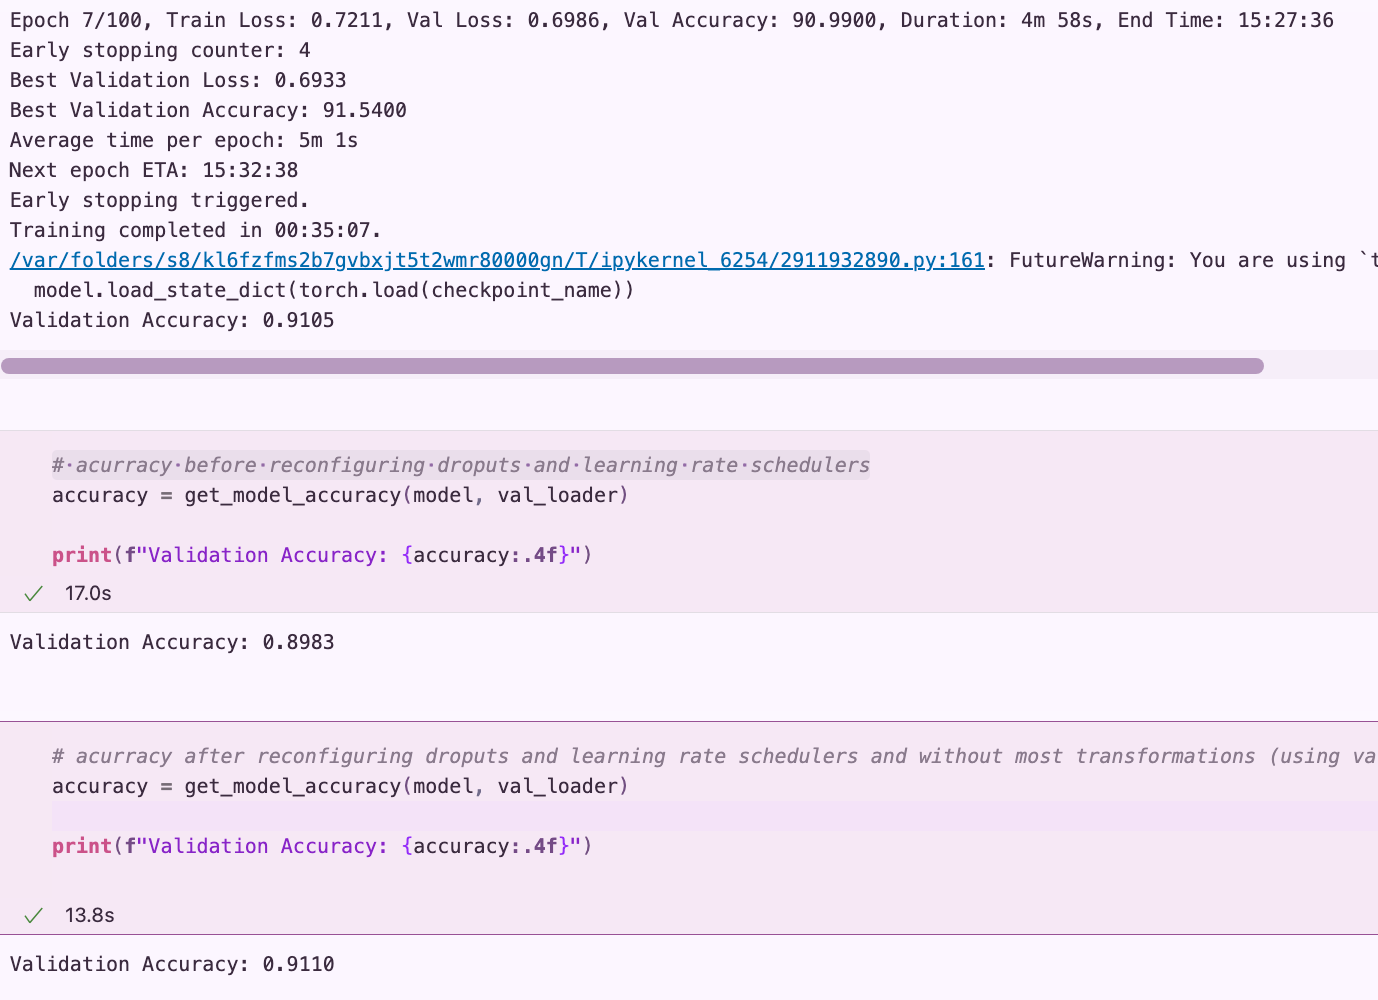 Epoch 7/100, Train Loss: 0.7211, Val Loss: 0.6986, Val Accuracy: 90.9900, Duration: 4m 58s, End Time: 15:27:36
Early stopping counter: 4
Best Validation Loss: 0.6933
Best Validation Accuracy: 91.5400
Average time per epoch: 5m 1s
Next epoch ETA: 15:32:38
Early stopping triggered.
Training completed in 00:35:07.
/var/folders/s8/kl6fzfms2b7gvbxjt5t2wmr80000gn/T/ipykernel_6254/2911932890.py:161: FutureWarning: You are using `t
  model.load_state_dict(torch.load(checkpoint_name))
Validation Accuracy: 0.9105
#·acurracy·before·reconfiguring·droputs·and·learning·rate·schedulers
accuracy = get_model_accuracy(model, val_loader)
print(f"Validation Accuracy: {accuracy:.4f}")
17.0s
Validation Accuracy: 0.8983
# acurracy after reconfiguring droputs and learning rate schedulers and without most transformations (using va
accuracy = get_model_accuracy(model, val_loader)
print(f"Validation Accuracy: {accuracy:.4f}")
13.8s
Validation Accuracy: 0.9110